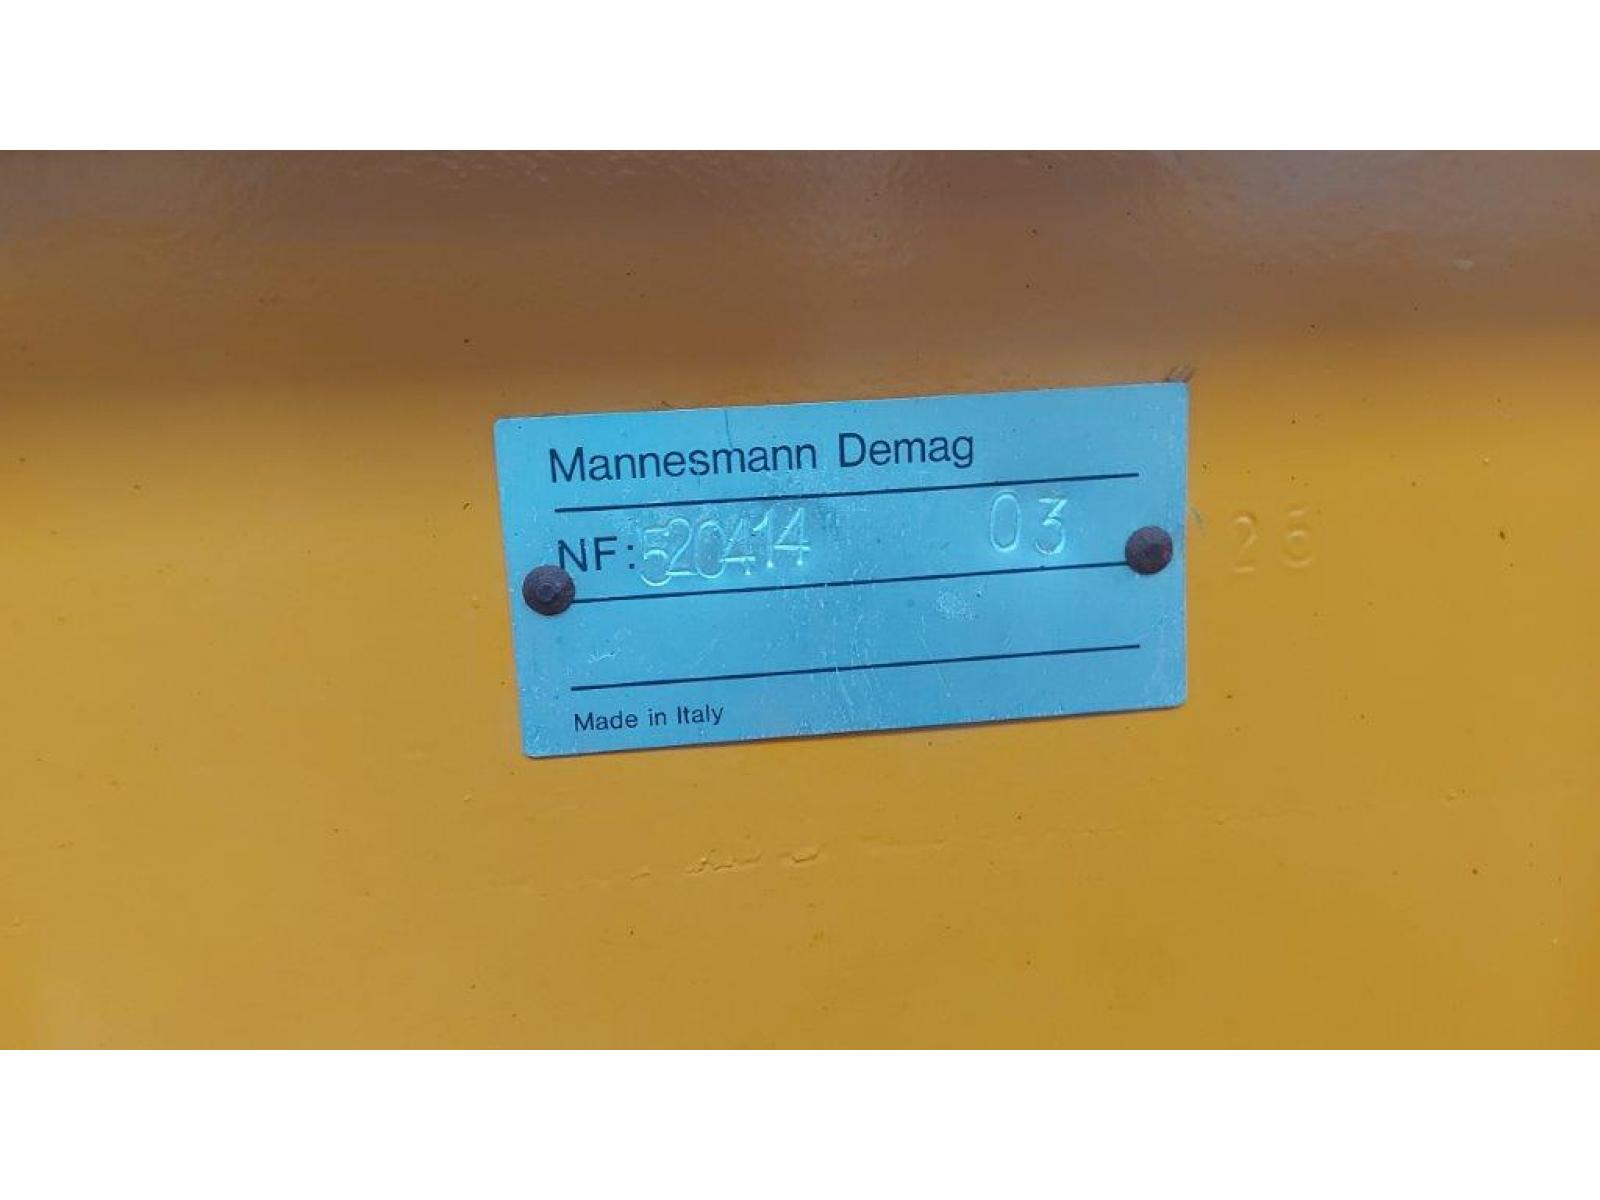 Mannesmann Demag
NF: 520414 03 26
Made in Italy